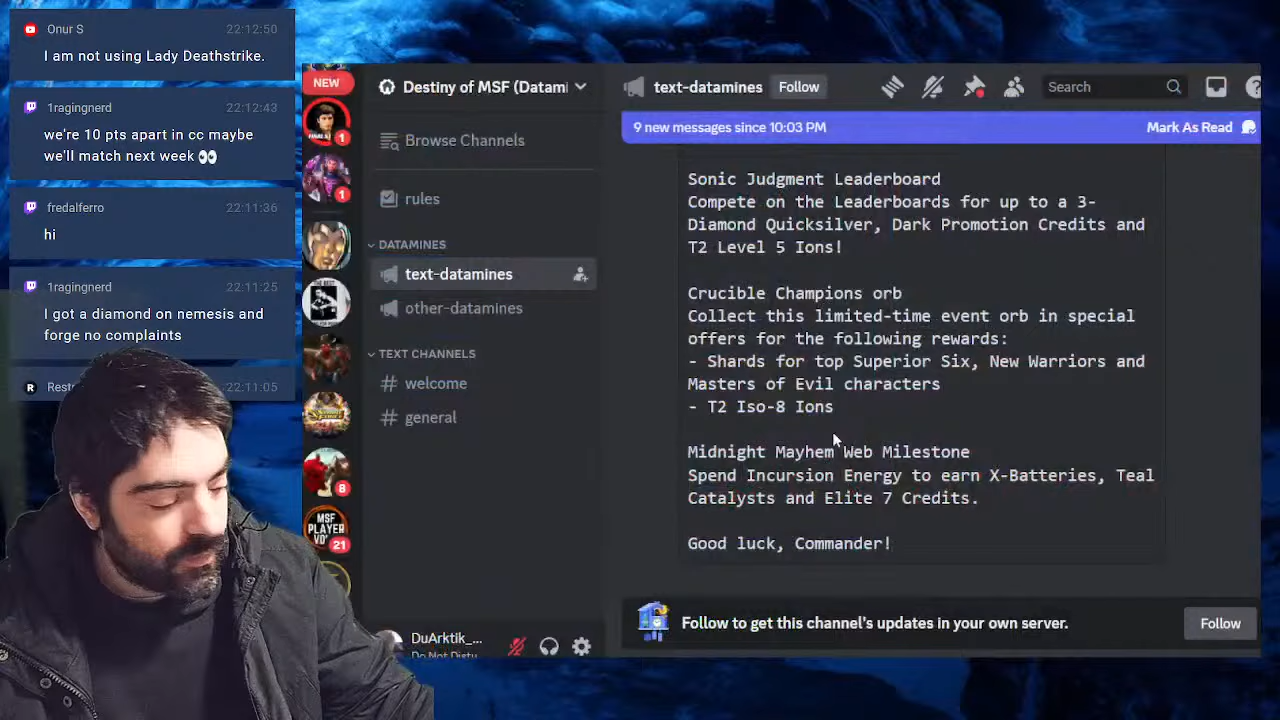 Onur S 22:12:50
I am not using Lady Deathstrike.
1ragingnerd 22:12:43
we're 10 pts apart in cc maybe
we'll match next week 👀
fredalferro 22:11:36
hi
1ragingnerd 22:11:25
I got a diamond on nemesis and
forge no complaints
R Rest 22:11:05
NEW
1
1
8
MSF
PLAYER
21
Destiny of MSF (Datami
Browse Channels
rules
DATAMINES
text-datamines
other-datamines
TEXT CHANNELS
# welcome
# general
DuArktik_...
Do Not Distu
text-datamines Follow
Search
9 new messages since 10:03 PM Mark As Read
Sonic Judgment Leaderboard
Compete on the Leaderboards for up to a 3-
Diamond Quicksilver, Dark Promotion Credits and
T2 Level 5 Ions!
Crucible Champions orb
Collect this limited-time event orb in special
offers for the following rewards:
- Shards for top Superior Six, New Warriors and
Masters of Evil characters
- T2 Iso-8 Ions
Midnight Mayhem Web Milestone
Spend Incursion Energy to earn X-Batteries, Teal
Catalysts and Elite 7 Credits.
Good luck, Commander!
Follow to get this channel's updates in your own server.
Follow